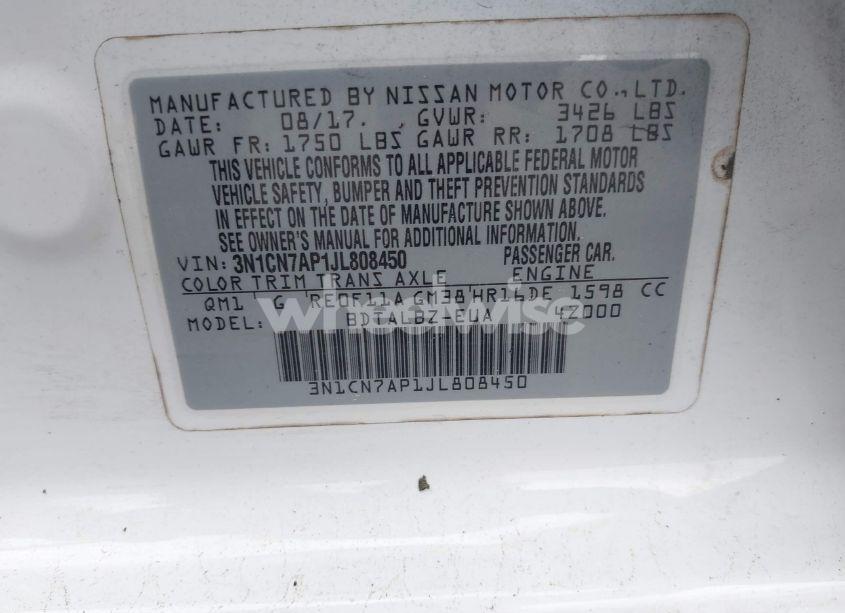 MANUFACTURED BY NISSAN MOTOR CO.,LTD.
DATE: 08/17. GVWR: 3426 LBS
GAWR FR: 1750 LBS GAWR RR: 1708 LBS
THIS VEHICLE CONFORMS TO ALL APPLICABLE FEDERAL MOTOR
VEHICLE SAFETY, BUMPER AND THEFT PREVENTION STANDARDS
IN EFFECT ON THE DATE OF MANUFACTURE SHOWN ABOVE.
SEE OWNER'S MANUAL FOR ADDITIONAL INFORMATION.
VIN: 3N1CN7AP1JL808450 PASSENGER CAR.
COLOR TRIM TRANS AXLE ENGINE
QM1 G RE0F11A GM38 HR16DE 1598 CC
MODEL: BDTALBZ-EUA 4Z000
wheelwise
3N1CN7AP1JL808450